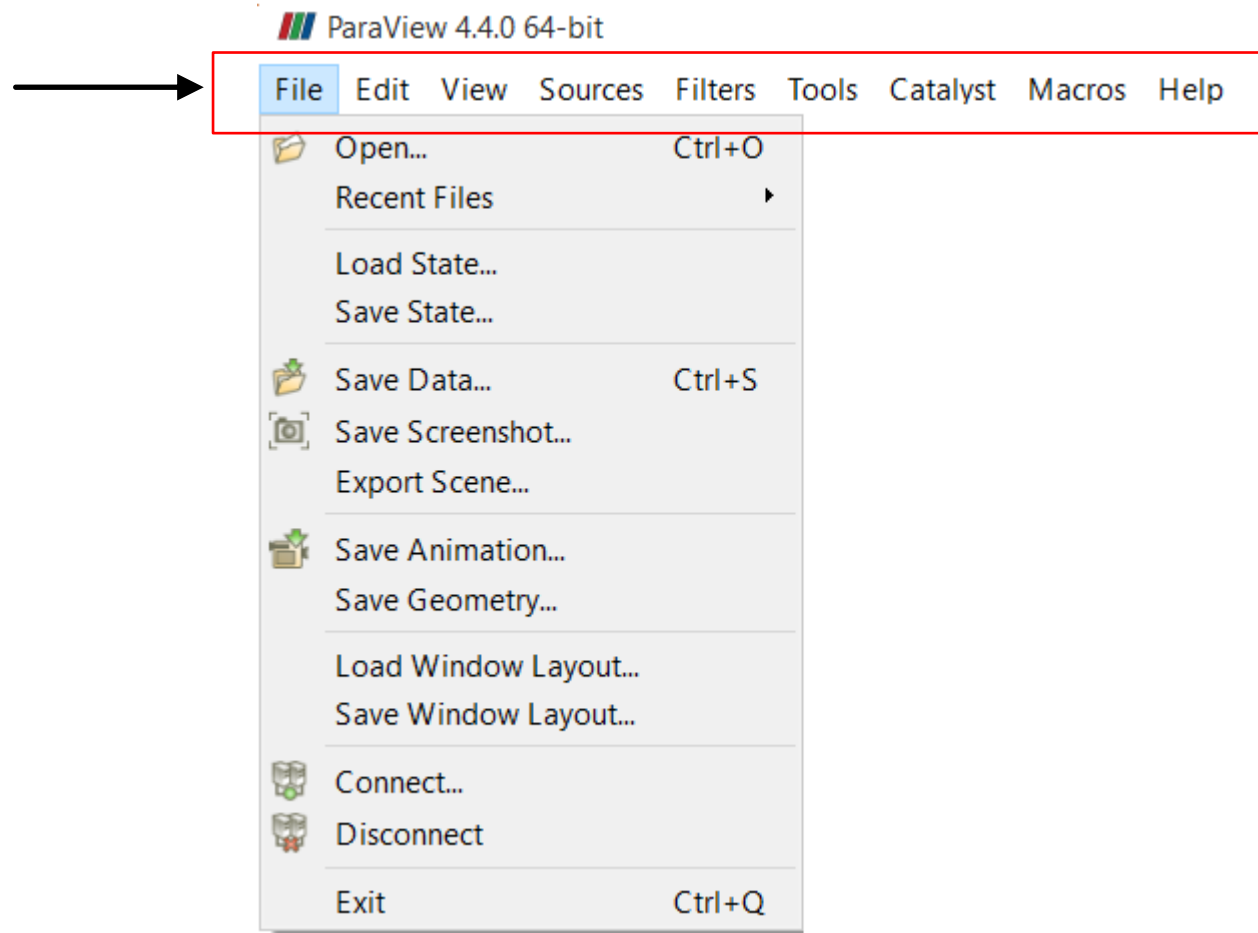 ParaView 4.4.0 64-bit
File Edit View Sources Filters Tools Catalyst Macros Help
Open... Ctrl+O
Recent Files
Load State...
Save State...
Save Data... Ctrl+S
Save Screenshot...
Export Scene...
Save Animation...
Save Geometry...
Load Window Layout...
Save Window Layout...
Connect...
Disconnect
Exit Ctrl+Q